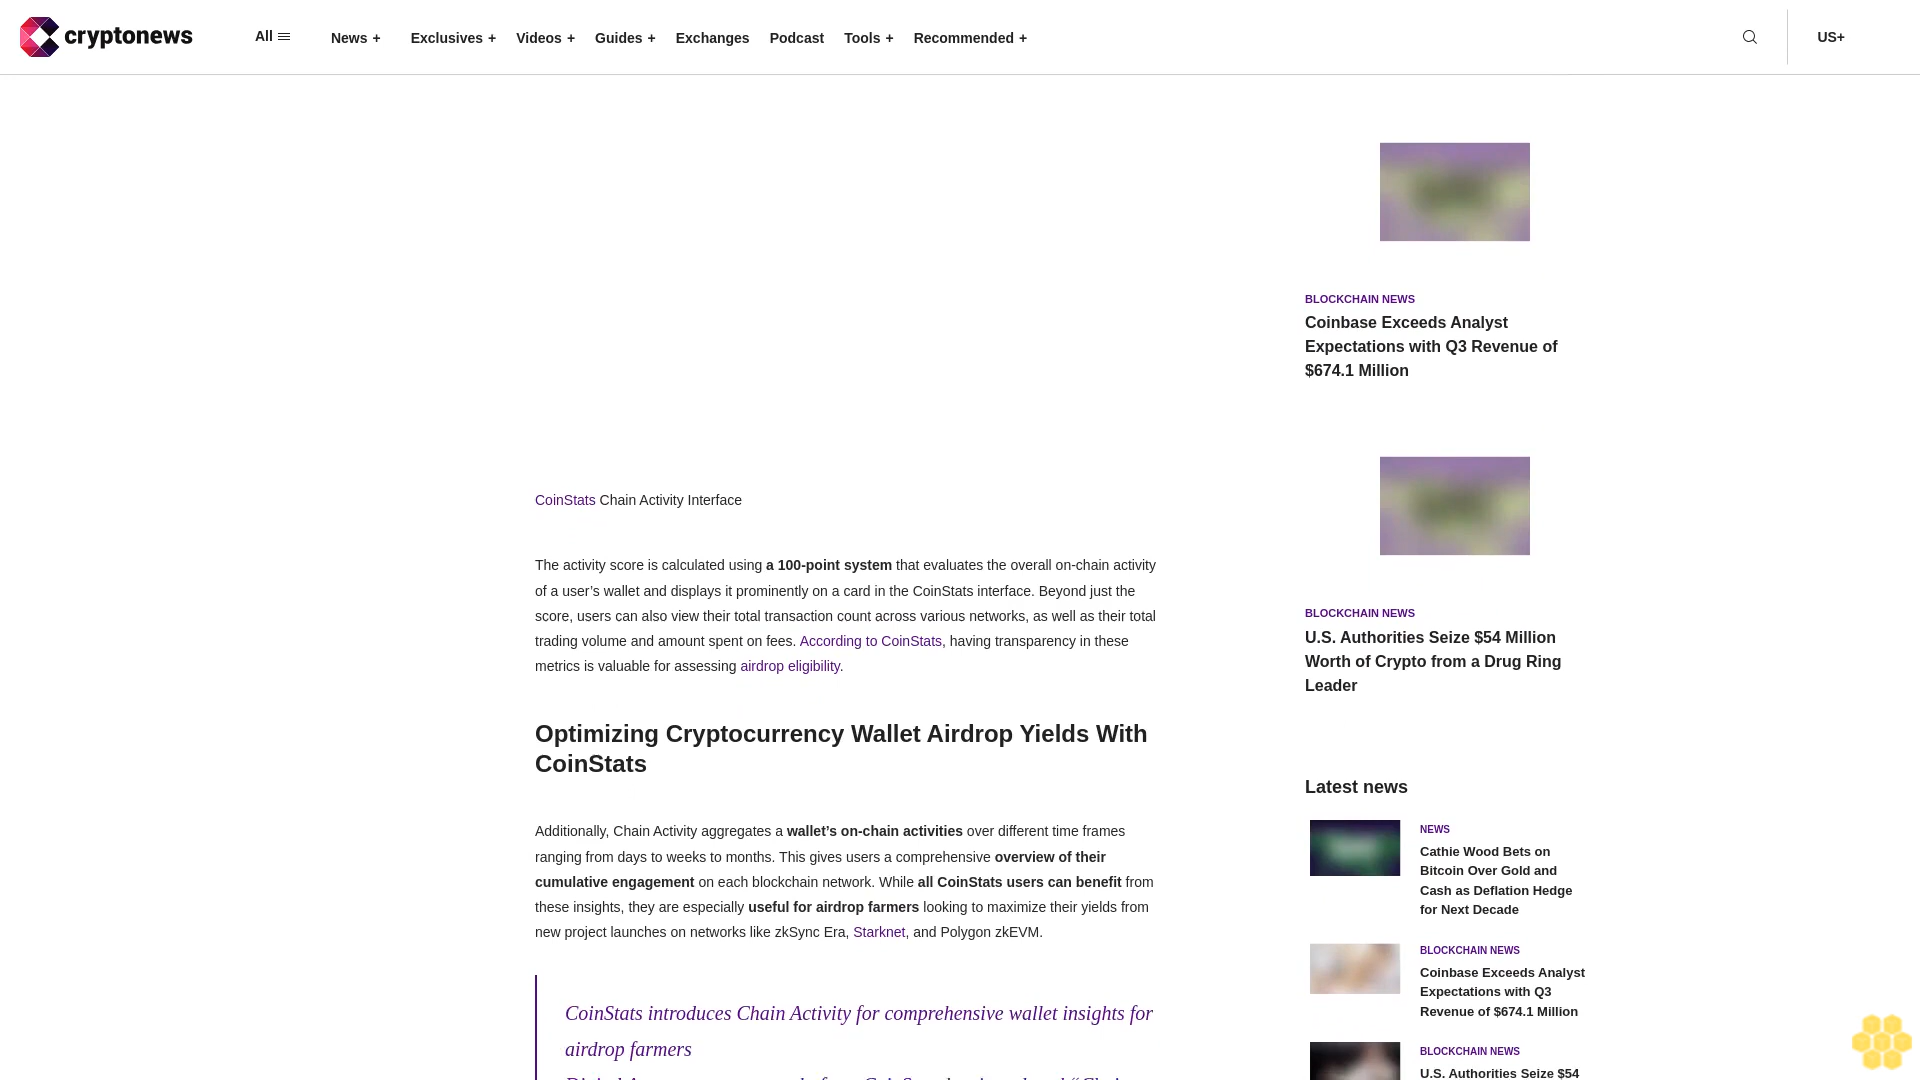 cryptonews
All
News +
Exclusives +
Videos +
Guides +
Exchanges
Podcast
Tools +
Recommended +
US+
CoinStats Chain Activity Interface
The activity score is calculated using a 100-point system that evaluates the overall on-chain activity
of a user’s wallet and displays it prominently on a card in the CoinStats interface. Beyond just the
score, users can also view their total transaction count across various networks, as well as their total
trading volume and amount spent on fees. According to CoinStats, having transparency in these
metrics is valuable for assessing airdrop eligibility.
Optimizing Cryptocurrency Wallet Airdrop Yields With
CoinStats
Additionally, Chain Activity aggregates a wallet’s on-chain activities over different time frames
ranging from days to weeks to months. This gives users a comprehensive overview of their
cumulative engagement on each blockchain network. While all CoinStats users can benefit from
these insights, they are especially useful for airdrop farmers looking to maximize their yields from
new project launches on networks like zkSync Era, Starknet, and Polygon zkEVM.
CoinStats introduces Chain Activity for comprehensive wallet insights for
airdrop farmers
BLOCKCHAIN NEWS
Coinbase Exceeds Analyst
Expectations with Q3 Revenue of
$674.1 Million
BLOCKCHAIN NEWS
U.S. Authorities Seize $54 Million
Worth of Crypto from a Drug Ring
Leader
Latest news
NEWS
Cathie Wood Bets on
Bitcoin Over Gold and
Cash as Deflation Hedge
for Next Decade
BLOCKCHAIN NEWS
Coinbase Exceeds Analyst
Expectations with Q3
Revenue of $674.1 Million
BLOCKCHAIN NEWS
U.S. Authorities Seize $54